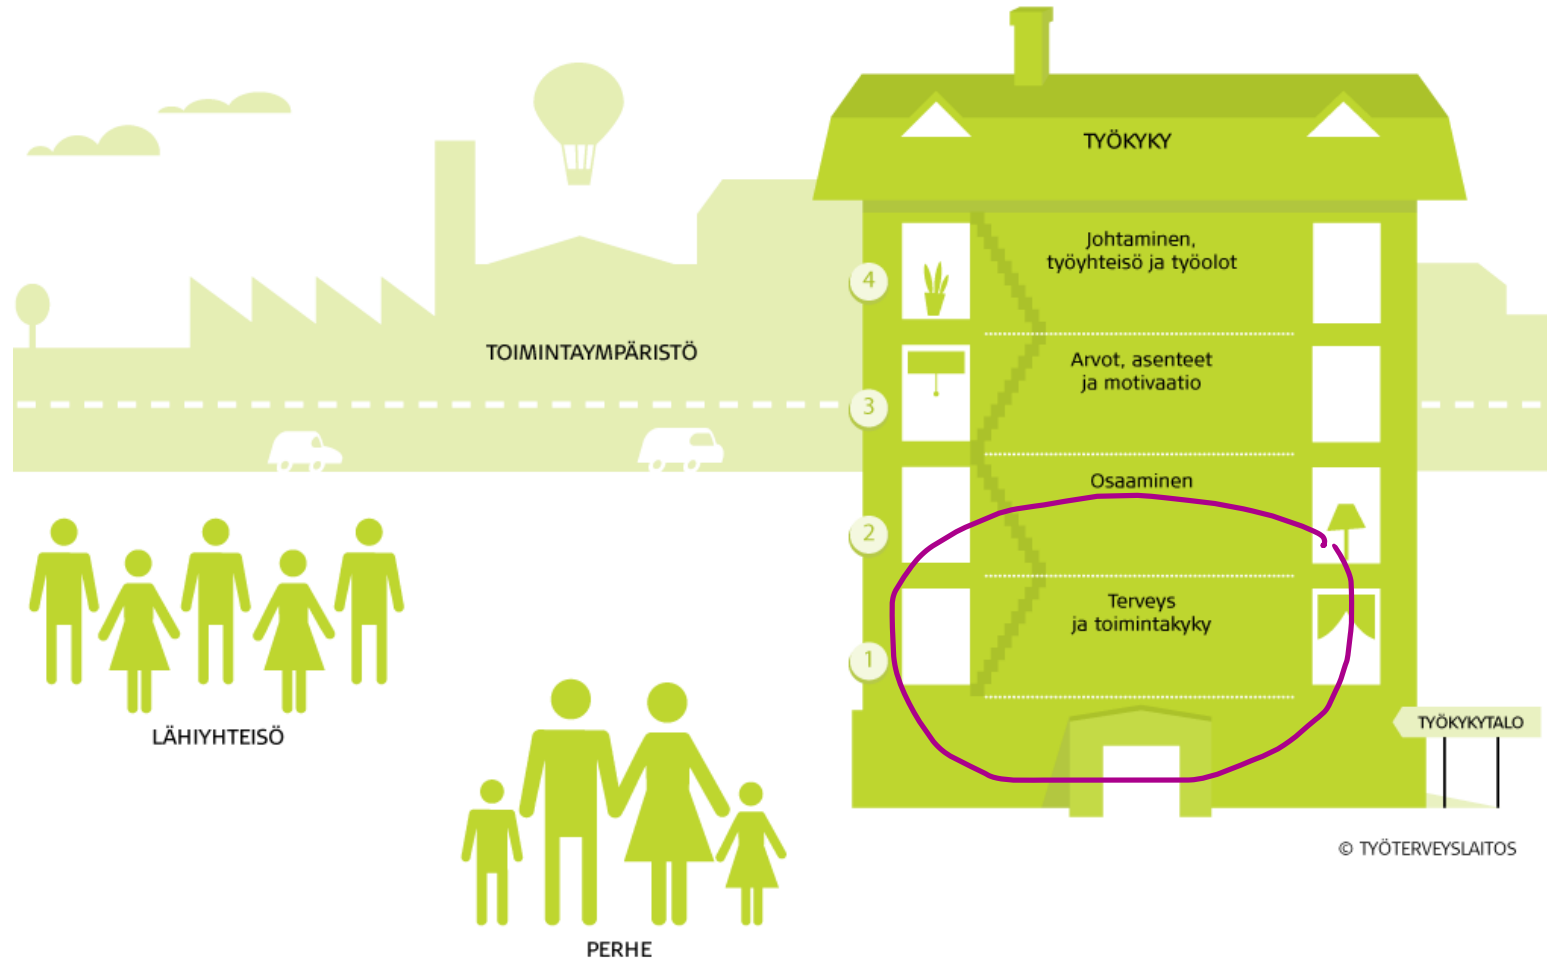 TYÖKYKY
4
Johtaminen,
työyhteisö ja työolot
TOIMINTAYMPÄRISTÖ
3
Arvot, asenteet
ja motivaatio
2
Osaaminen
1
Terveys
ja toimintakyky
TYÖKYKYTALO
LÄHIYHTEISÖ
PERHE
© TYÖTERVEYSLAITOS